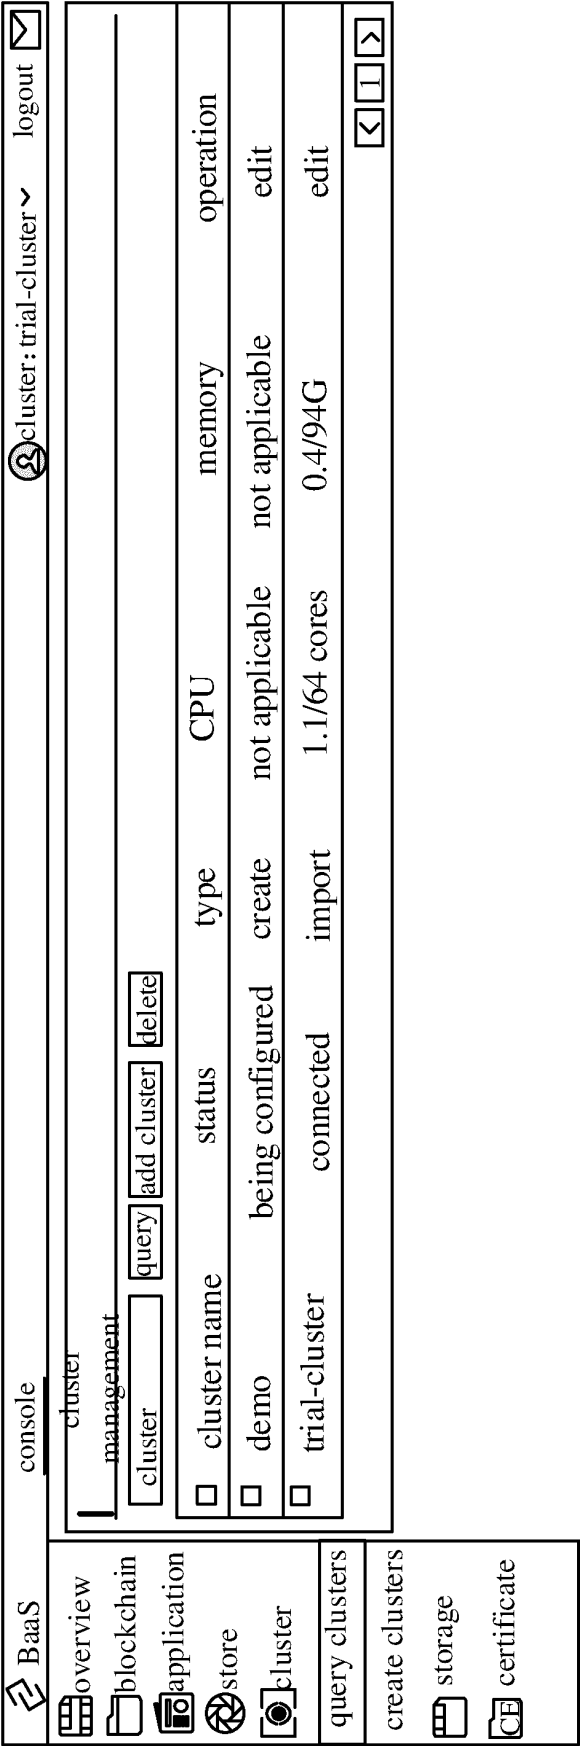 BaaS console cluster: trial-cluster logout
overview
blockchain
application
store
cluster
query clusters
create clusters
storage
CE certificate
cluster
management
cluster query add cluster delete
cluster name status type CPU memory operation
demo being configured create not applicable not applicable edit
trial-cluster connected import 1.1/64 cores 0.4/94G edit
< 1 >